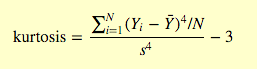 kurtosis = \frac{\sum_{i=1}^{N}(Y_i - \bar{Y})^4/N}{s^4} - 3